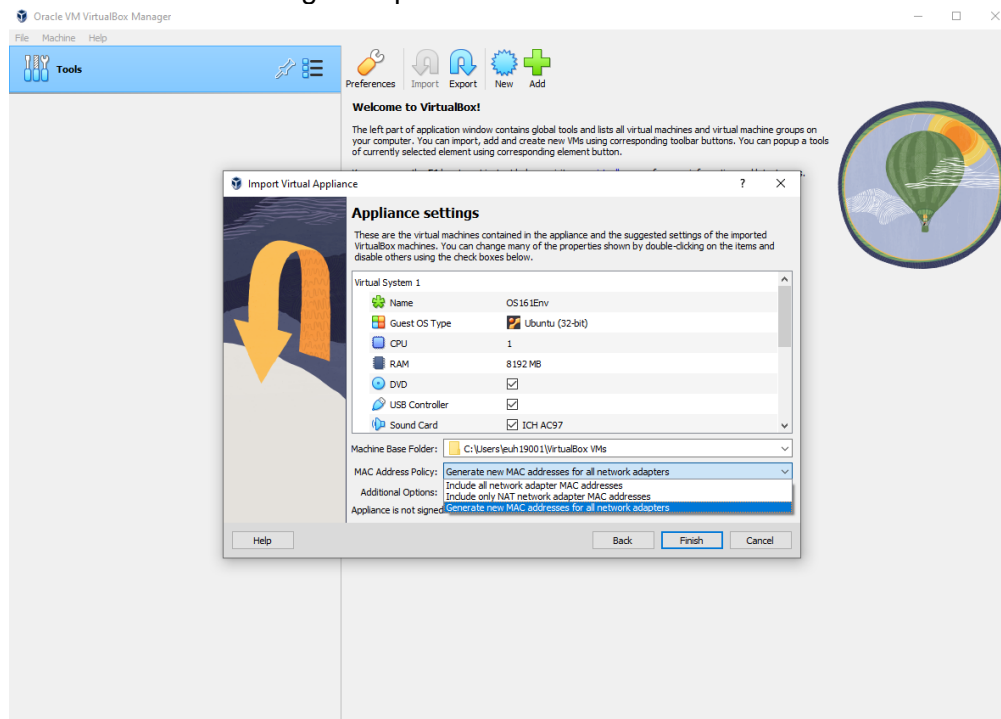 Oracle VM VirtualBox Manager
File Machine Help
Tools
Preferences Import Export New Add
Welcome to VirtualBox!
The left part of application window contains global tools and lists all virtual machines and virtual machine groups on
your computer. You can import, add and create new VMs using corresponding toolbar buttons. You can popup a tools
of currently selected element using corresponding element button.
Import Virtual Appliance ?
Appliance settings
These are the virtual machines contained in the appliance and the suggested settings of the imported
VirtualBox machines. You can change many of the properties shown by double-clicking on the items and
disable others using the check boxes below.
Virtual System 1
Name OS161Env
Guest OS Type Ubuntu (32-bit)
CPU 1
RAM 8192 MB
DVD
USB Controller
Sound Card ICH AC97
Machine Base Folder: C:\Users\euh19001\VirtualBox VMs
MAC Address Policy: Generate new MAC addresses for all network adapters
Include all network adapter MAC addresses
Additional Options: Include only NAT network adapter MAC addresses
Appliance is not signed Generate new MAC addresses for all network adapters
Help Back Finish Cancel